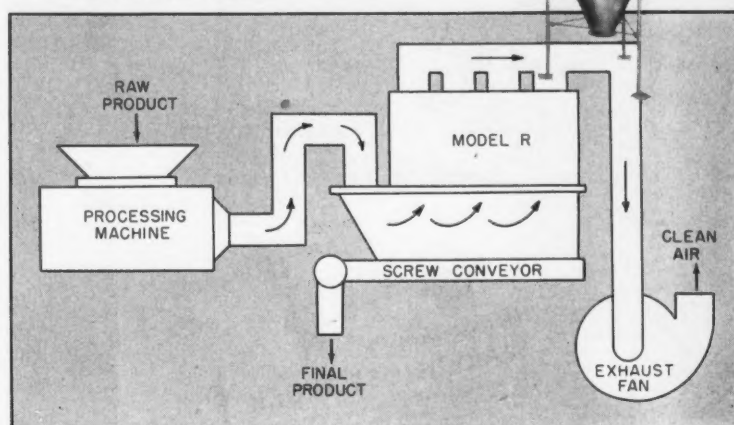 RAW
PRODUCT
PROCESSING
MACHINE
MODEL R
SCREW CONVEYOR
FINAL
PRODUCT
CLEAN
AIR
EXHAUST
FAN